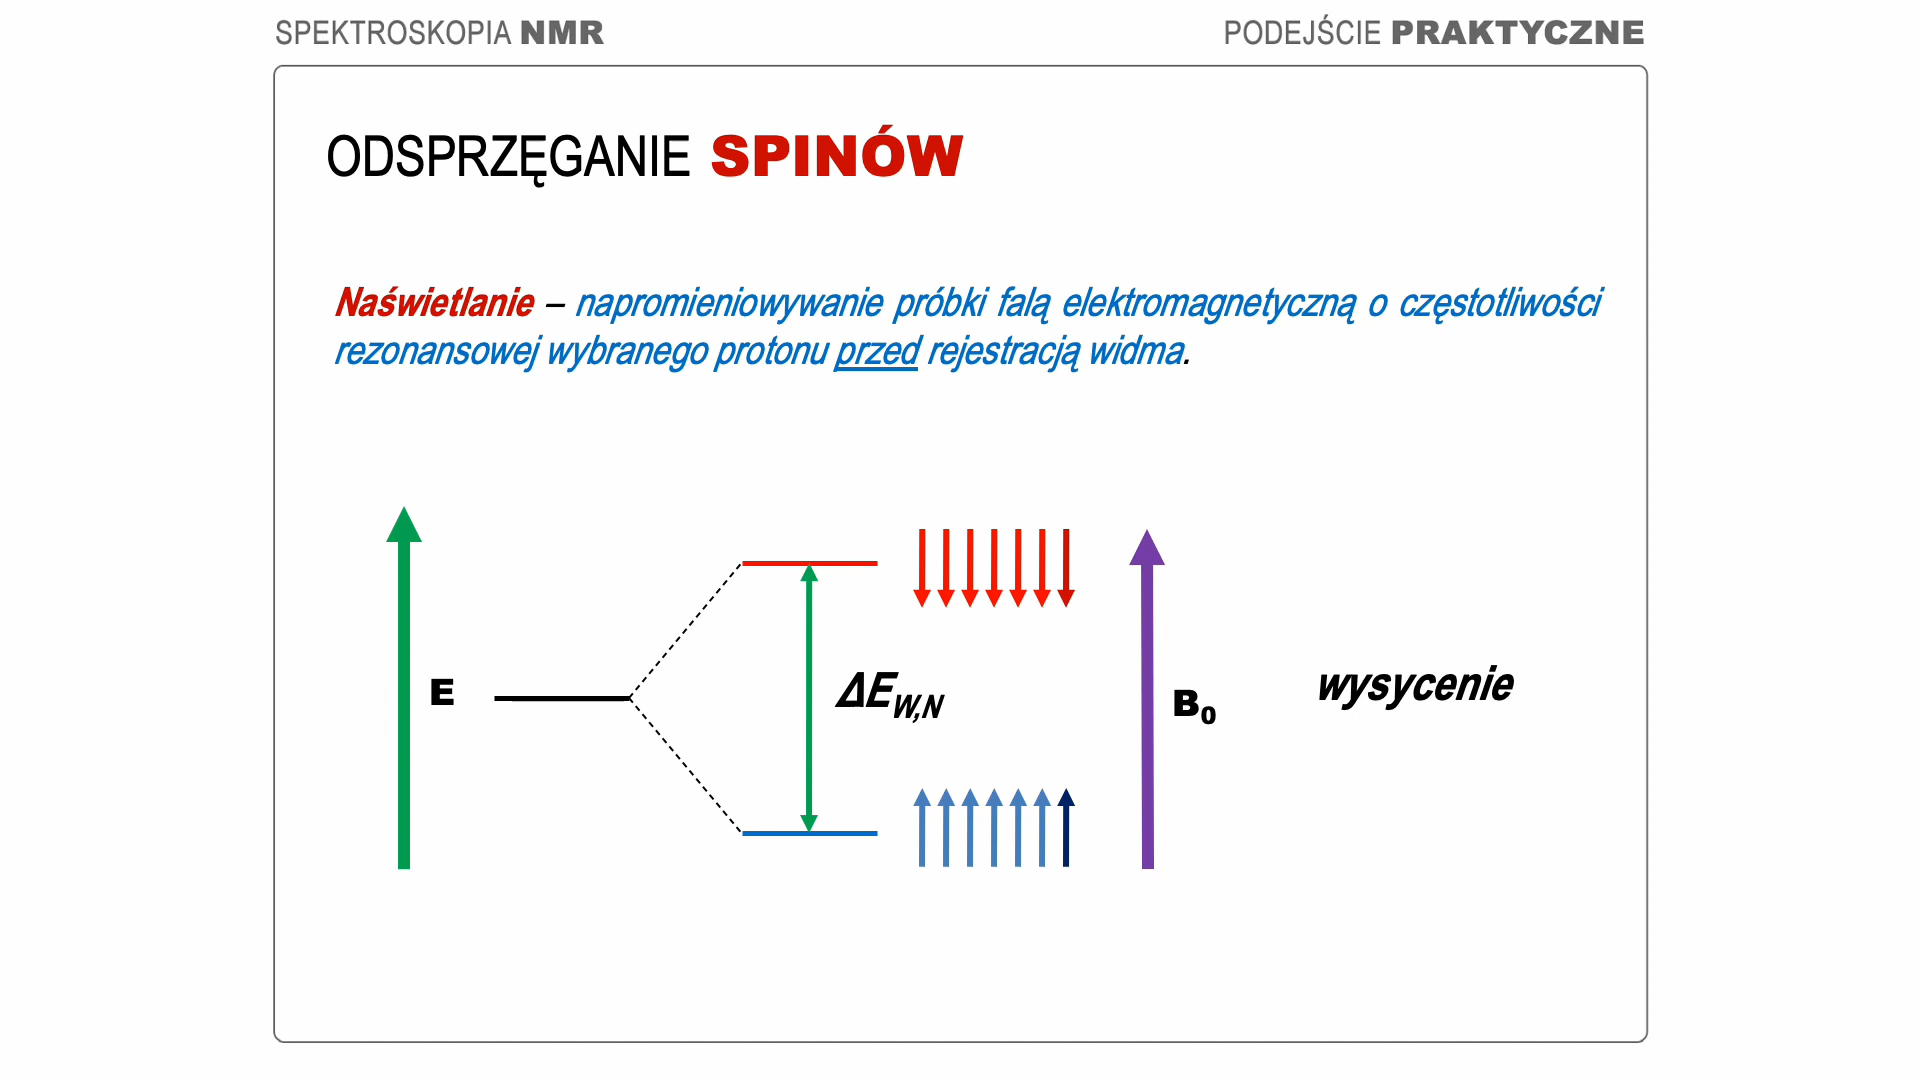 SPEKTROSKOPIA NMR
PODEJŚCIE PRAKTYCZNE
ODSPRZĘGANIE SPINÓW
Naświetlanie – napromieniowywanie próbki falą elektromagnetyczną o częstotliwości
rezonansowej wybranego protonu przed rejestracją widma.
E
ΔE_W,N
B₀
wysycenie